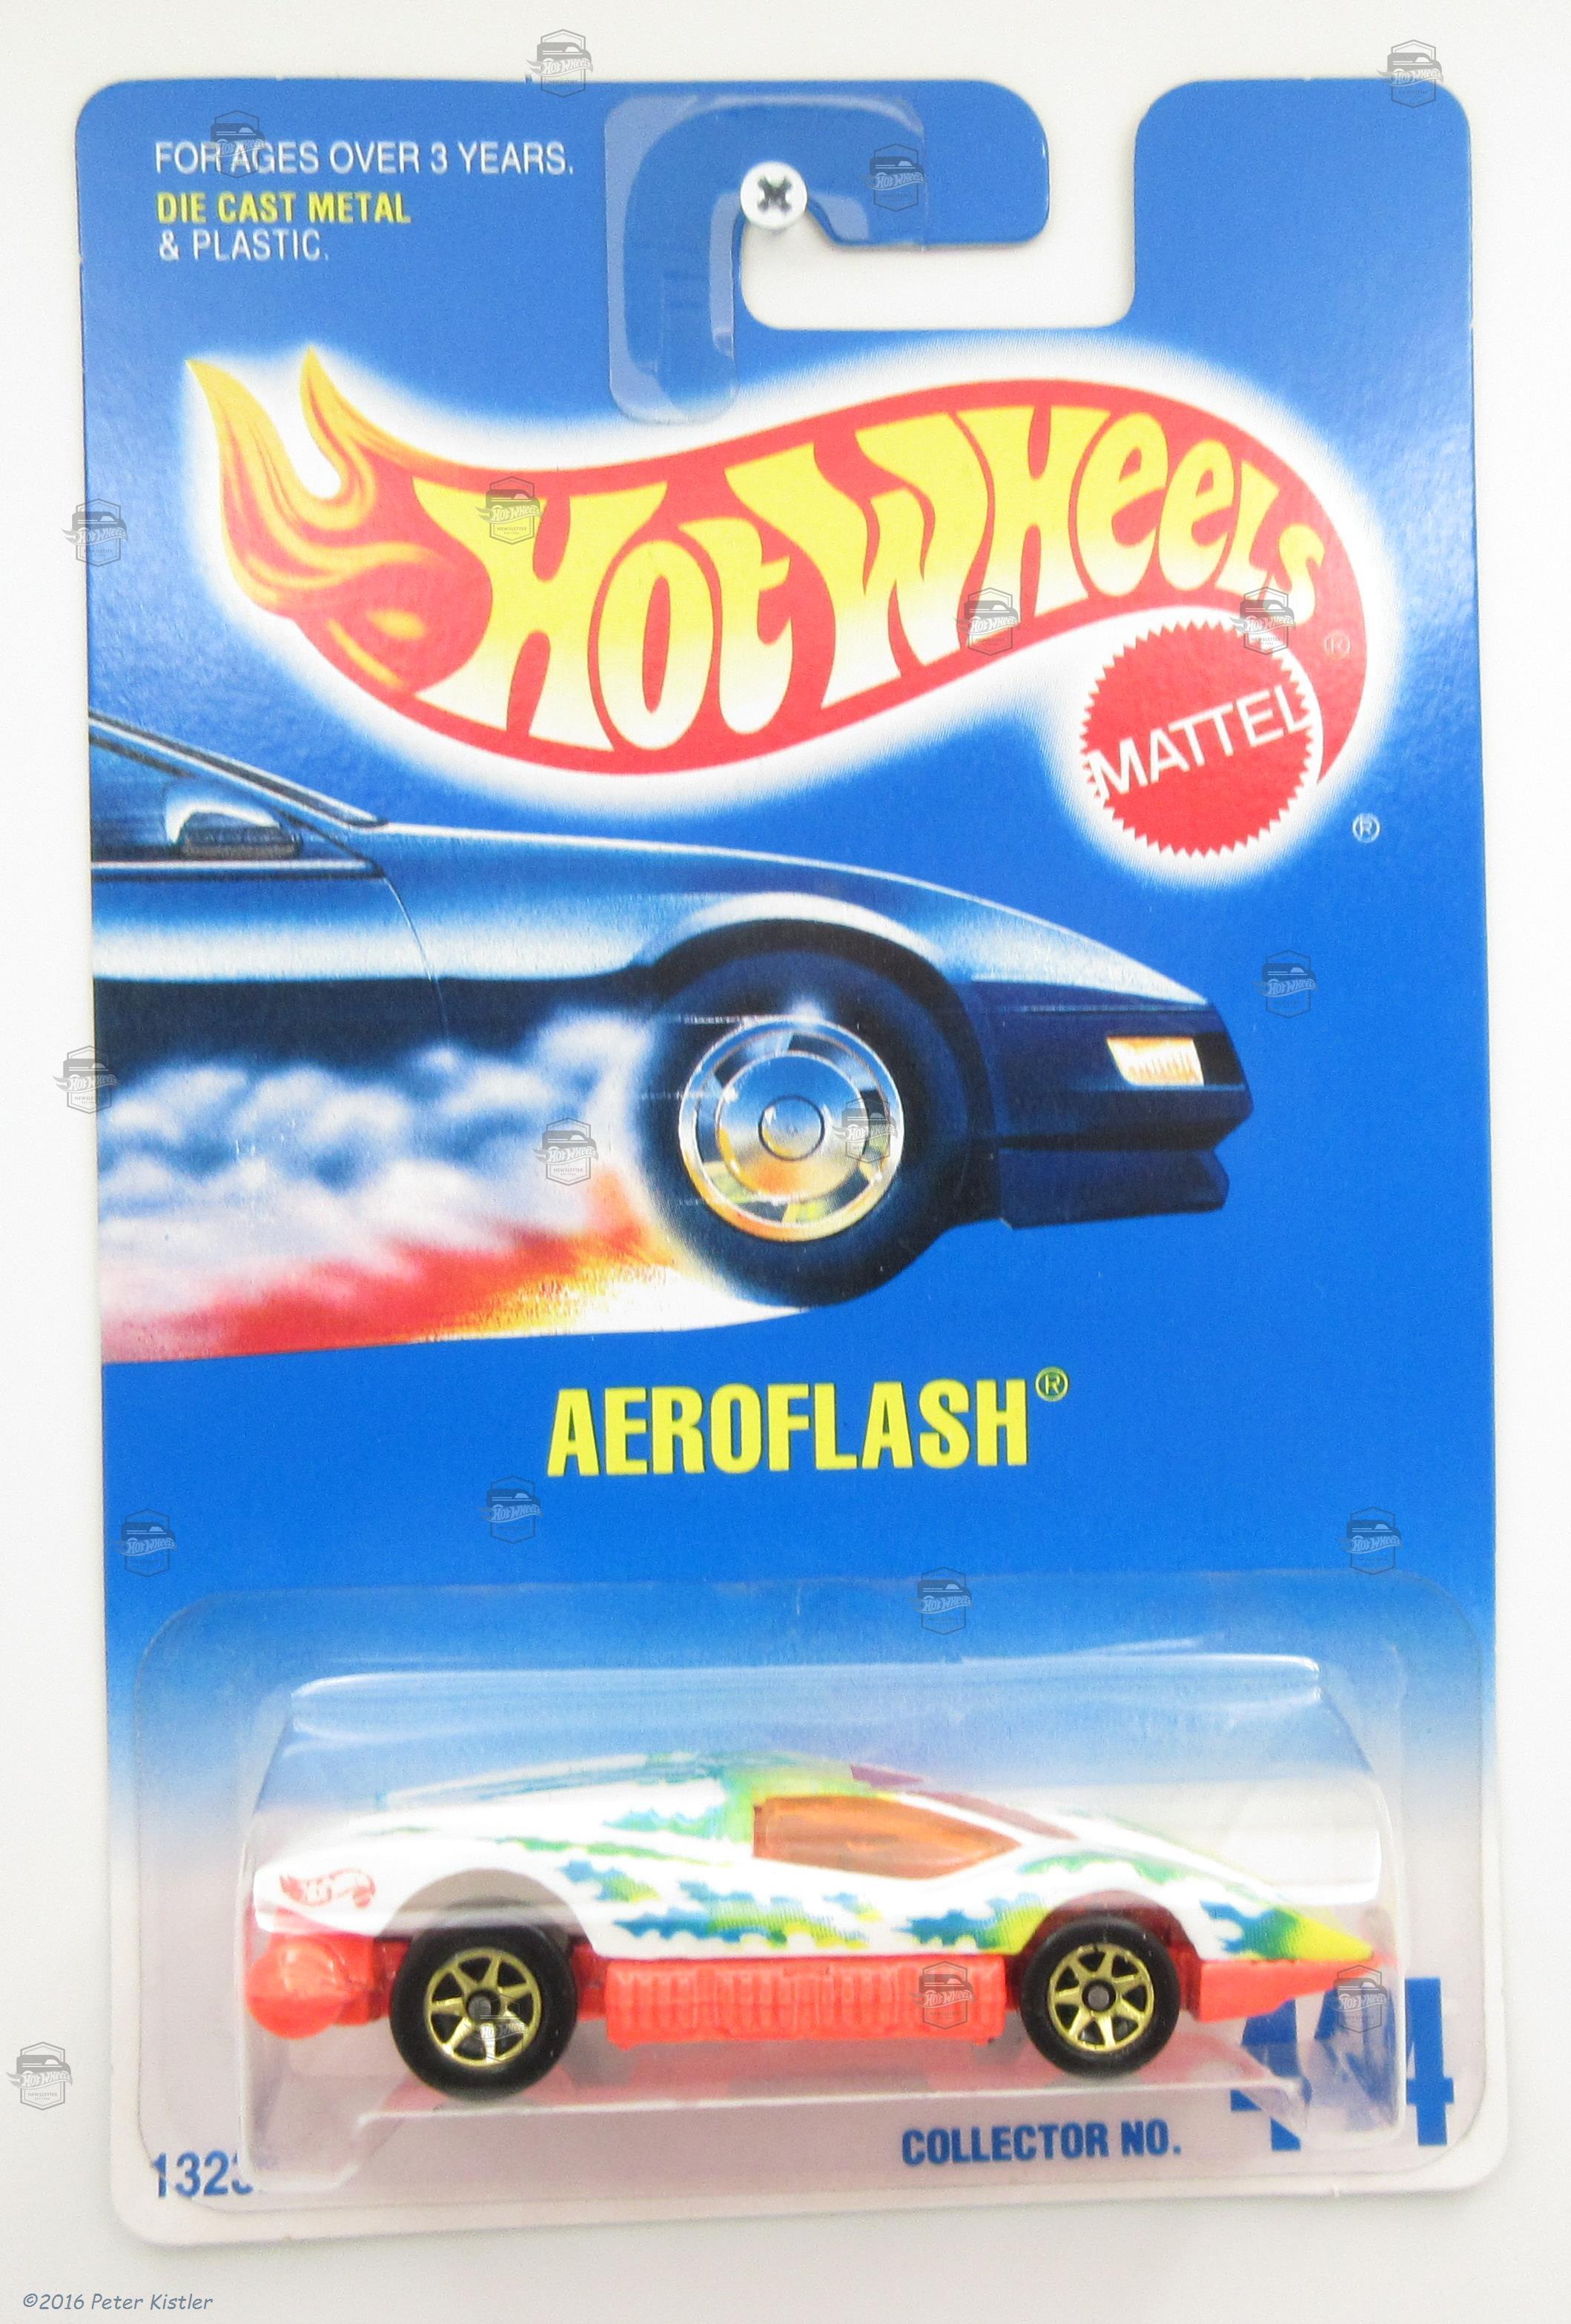 FOR AGES OVER 3 YEARS.
DIE CAST METAL
& PLASTIC.
HOT WHEELS
®
MATTEL
®
AEROFLASH®
COLLECTOR NO.
©2016 Peter Kistler